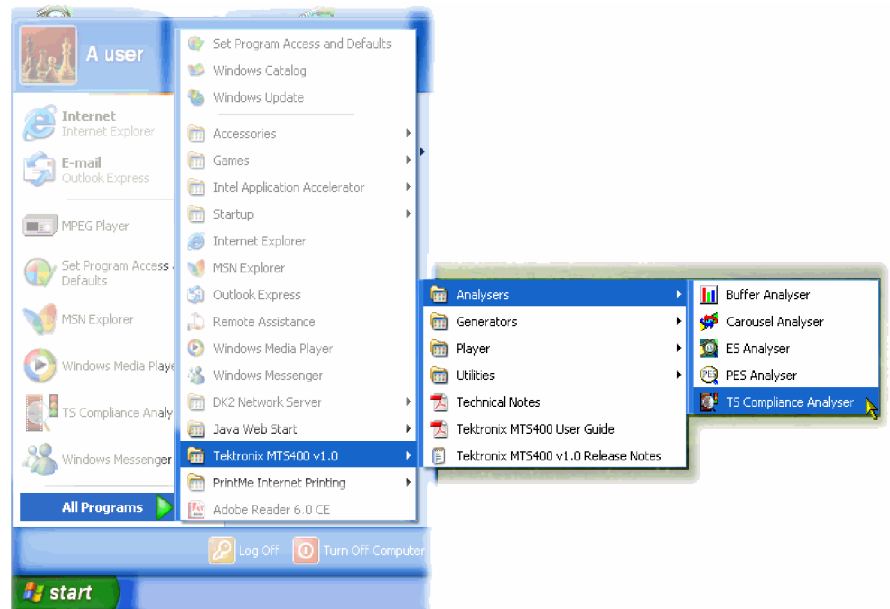 A user
Internet
Internet Explorer
E-mail
Outlook Express
MPEG Player
Set Program Access
Defaults
MSN Explorer
Windows Media Playe
TS Compliance Analy
Windows Messenger
All Programs
Set Program Access and Defaults
Windows Catalog
Windows Update
Accessories
Games
Intel Application Accelerator
Startup
Internet Explorer
MSN Explorer
Outlook Express
Remote Assistance
Windows Media Player
Windows Messenger
DK2 Network Server
Java Web Start
Tektronix MTS400 v1.0
PrintMe Internet Printing
Adobe Reader 6.0 CE
Analysers
Generators
Player
Utilities
Technical Notes
Tektronix MTS400 User Guide
Tektronix MTS400 v1.0 Release Notes
Buffer Analyser
Carousel Analyser
ES Analyser
PES Analyser
TS Compliance Analyser
Log Off
Turn Off Computer
start